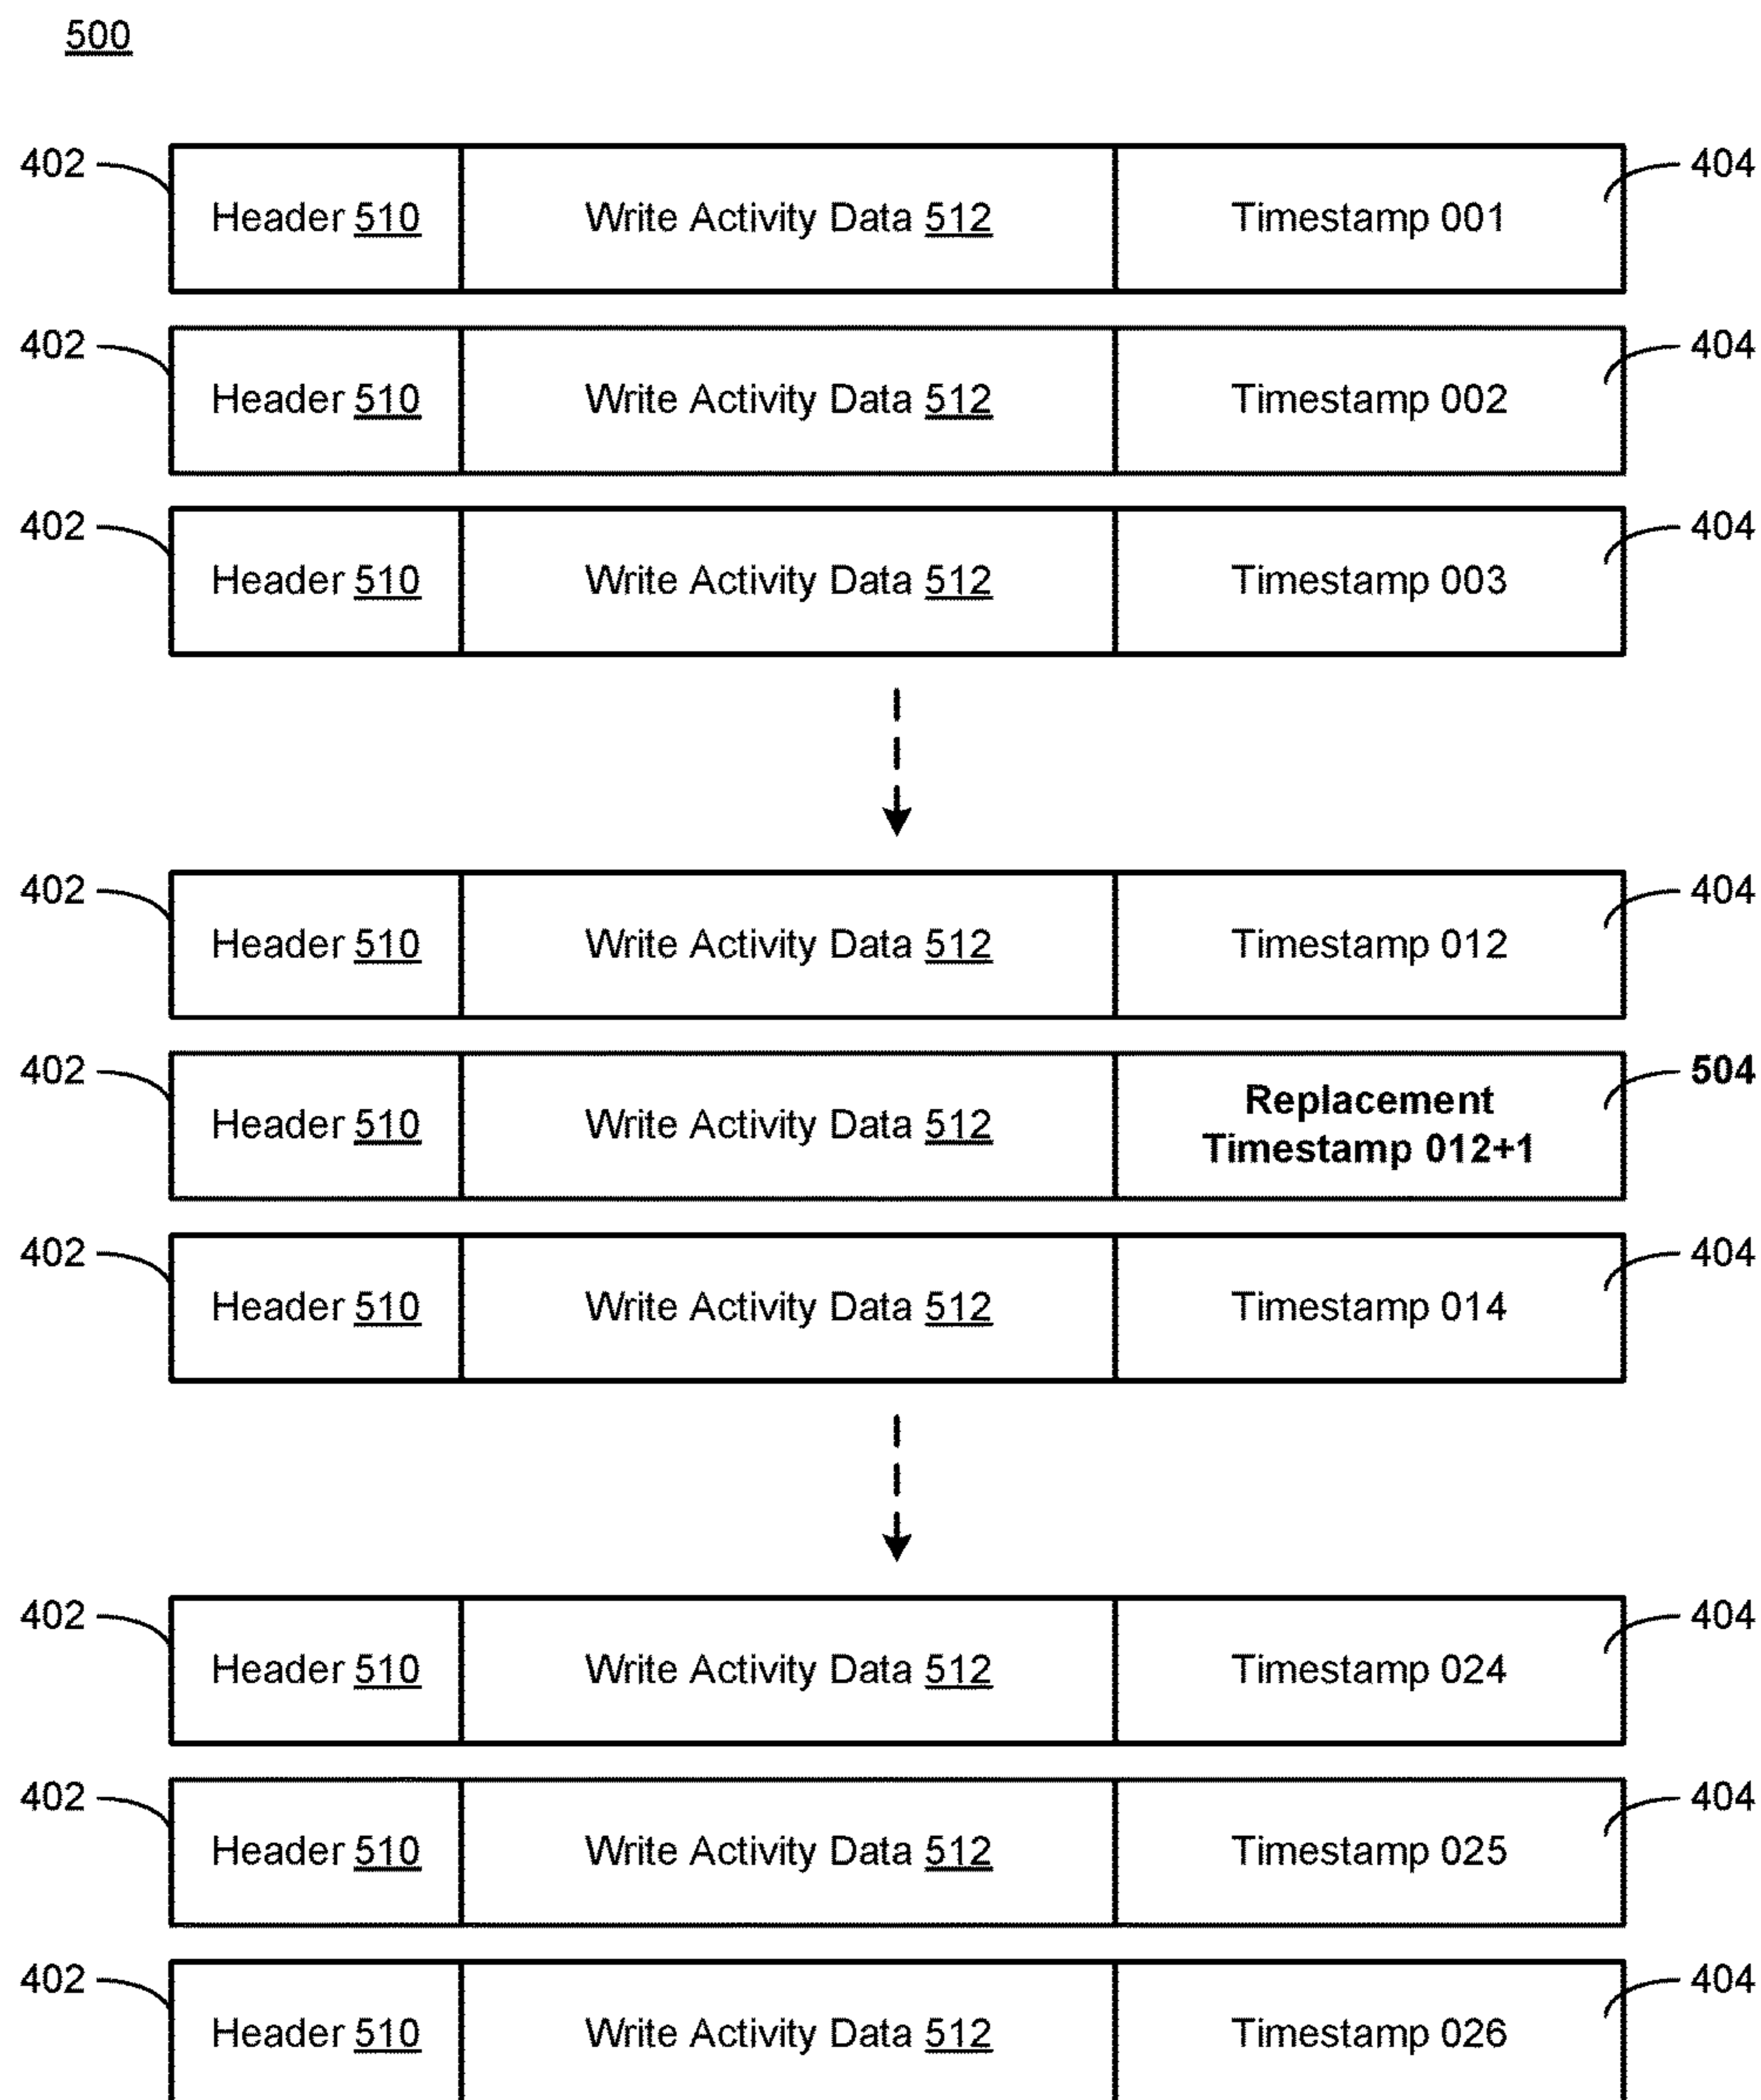 500
402 Header 510 Write Activity Data 512 Timestamp 001 404
402 Header 510 Write Activity Data 512 Timestamp 002 404
402 Header 510 Write Activity Data 512 Timestamp 003 404
402 Header 510 Write Activity Data 512 Timestamp 012 404
402 Header 510 Write Activity Data 512 Replacement Timestamp 012+1 504
402 Header 510 Write Activity Data 512 Timestamp 014 404
402 Header 510 Write Activity Data 512 Timestamp 024 404
402 Header 510 Write Activity Data 512 Timestamp 025 404
402 Header 510 Write Activity Data 512 Timestamp 026 404